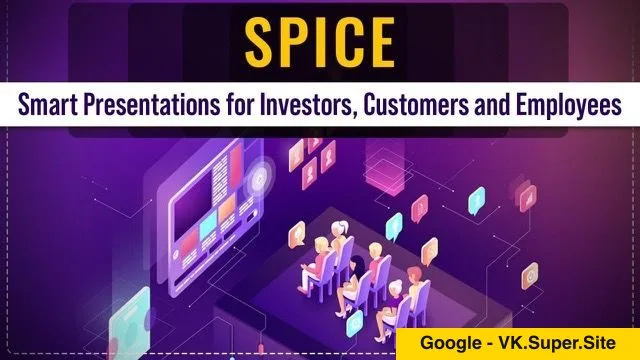 SPICE
Smart Presentations for Investors, Customers and Employees
Google - VK.Super.Site